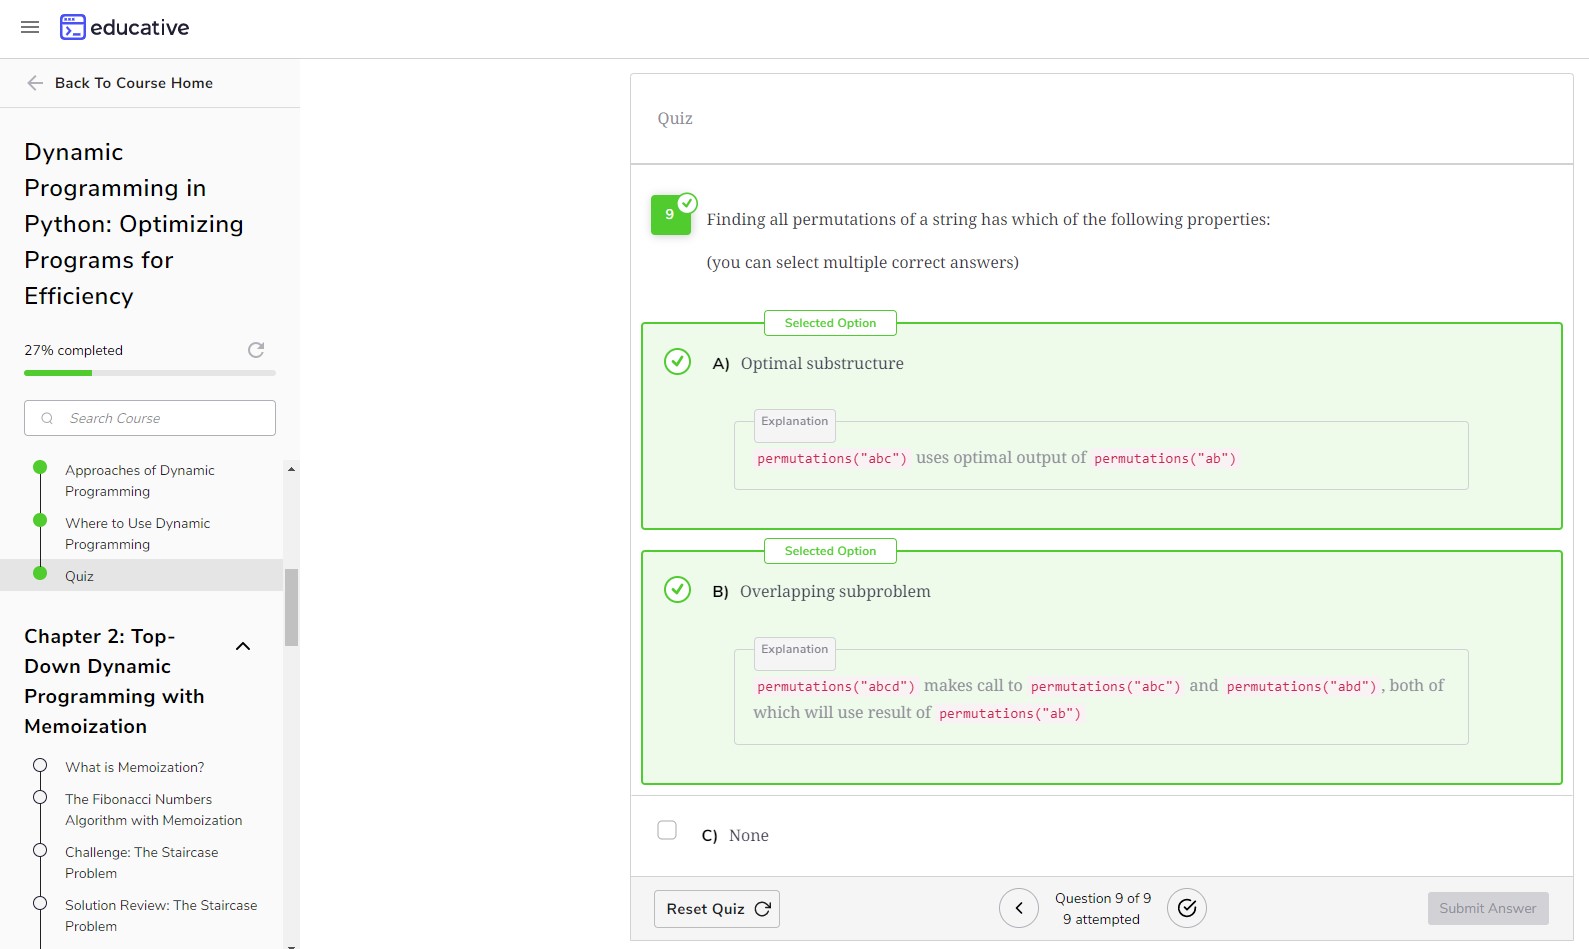 educative
Back To Course Home
Dynamic
Programming in
Python: Optimizing
Programs for
Efficiency
27% completed
Search Course
Approaches of Dynamic
Programming
Where to Use Dynamic
Programming
Quiz
Chapter 2: Top-
Down Dynamic
Programming with
Memoization
What is Memoization?
The Fibonacci Numbers
Algorithm with Memoization
Challenge: The Staircase
Problem
Solution Review: The Staircase
Problem
Quiz
9
Finding all permutations of a string has which of the following properties:
(you can select multiple correct answers)
Selected Option
A) Optimal substructure
Explanation
permutations("abc") uses optimal output of permutations("ab")
Selected Option
B) Overlapping subproblem
Explanation
permutations("abcd") makes call to permutations("abc") and permutations("abd"), both of
which will use result of permutations("ab")
C) None
Reset Quiz
Question 9 of 9
9 attempted
Submit Answer